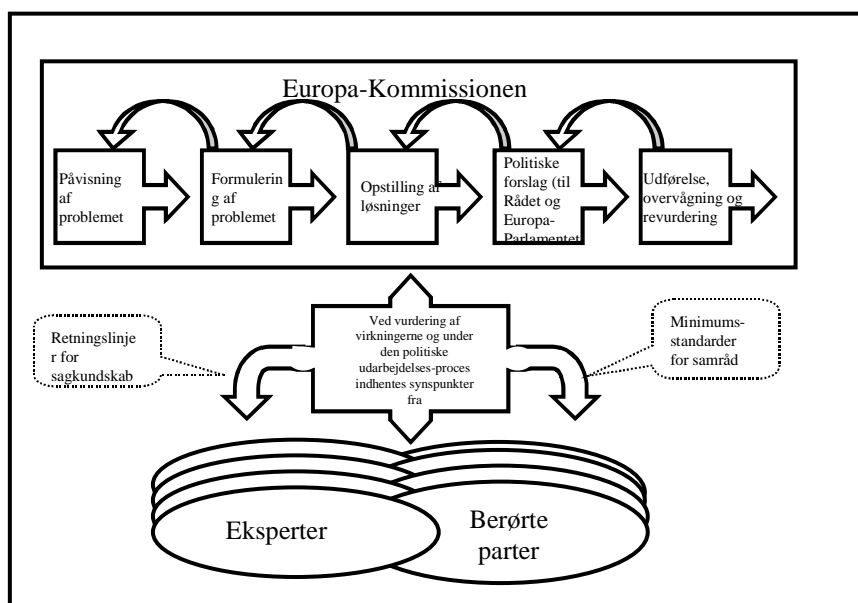 Europa-Kommissionen
Påvisning
af
problemet
Formulerin
g af
problemet
Opstilling af
løsninger
Politiske
forslag (til
Rådet og
Europa-
Parlamentet
Udførelse,
overvågning og
revurdering
Retningslinje
r for
sagkundskab
Ved vurdering af
virkningerne og under
den politiske
udarbejdelses-proces
indhentes synspunkter
fra
Minimums-
standarder
for samråd
Eksperter
Berørte
parter